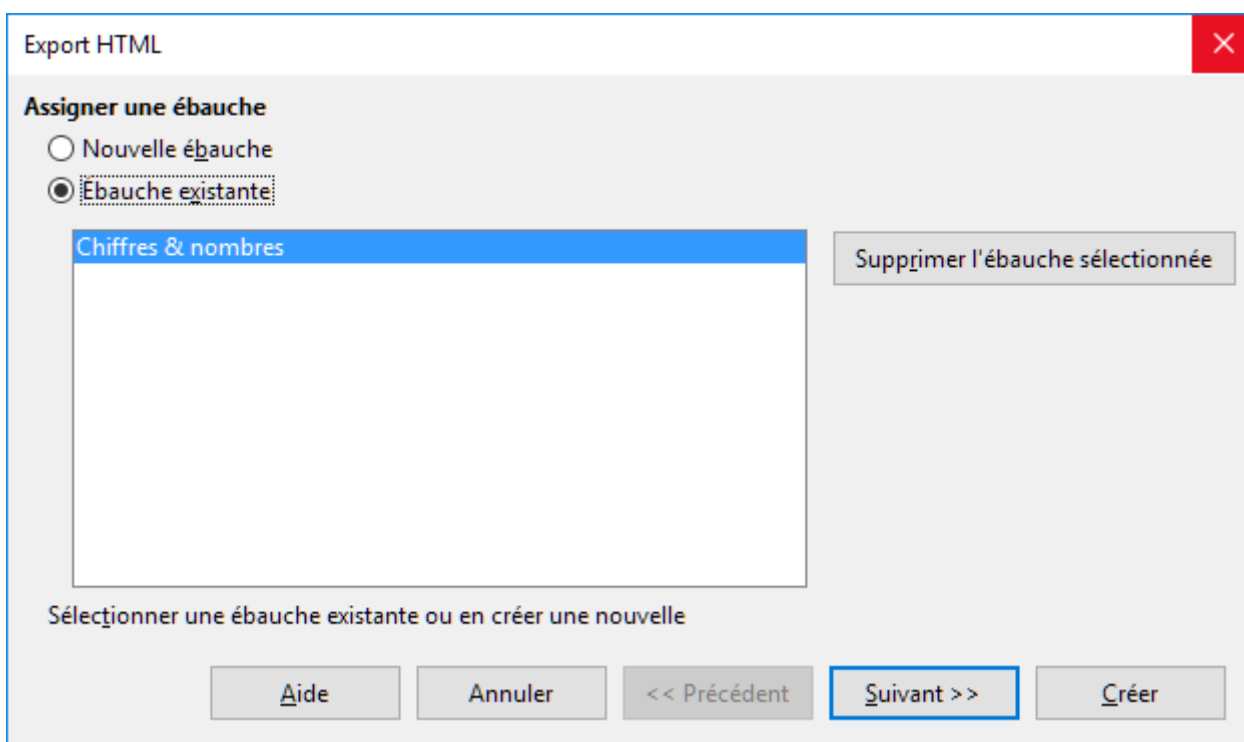 Export HTML
Assigner une ébauche
Nouvelle ébauche
Ébauche existante
Chiffres & nombres
Supprimer l'ébauche sélectionnée
Sélectionner une ébauche existante ou en créer une nouvelle
Aide Annuler << Précédent Suivant >> Créer